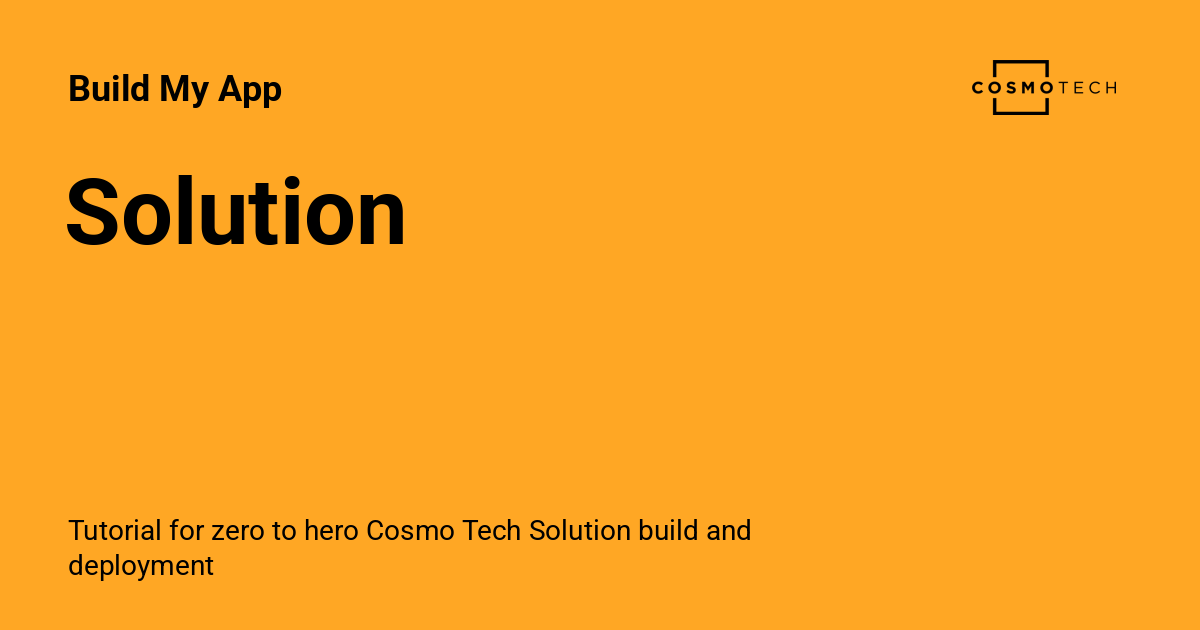 Build My App
COSMOTECH
Solution
Tutorial for zero to hero Cosmo Tech Solution build and
deployment